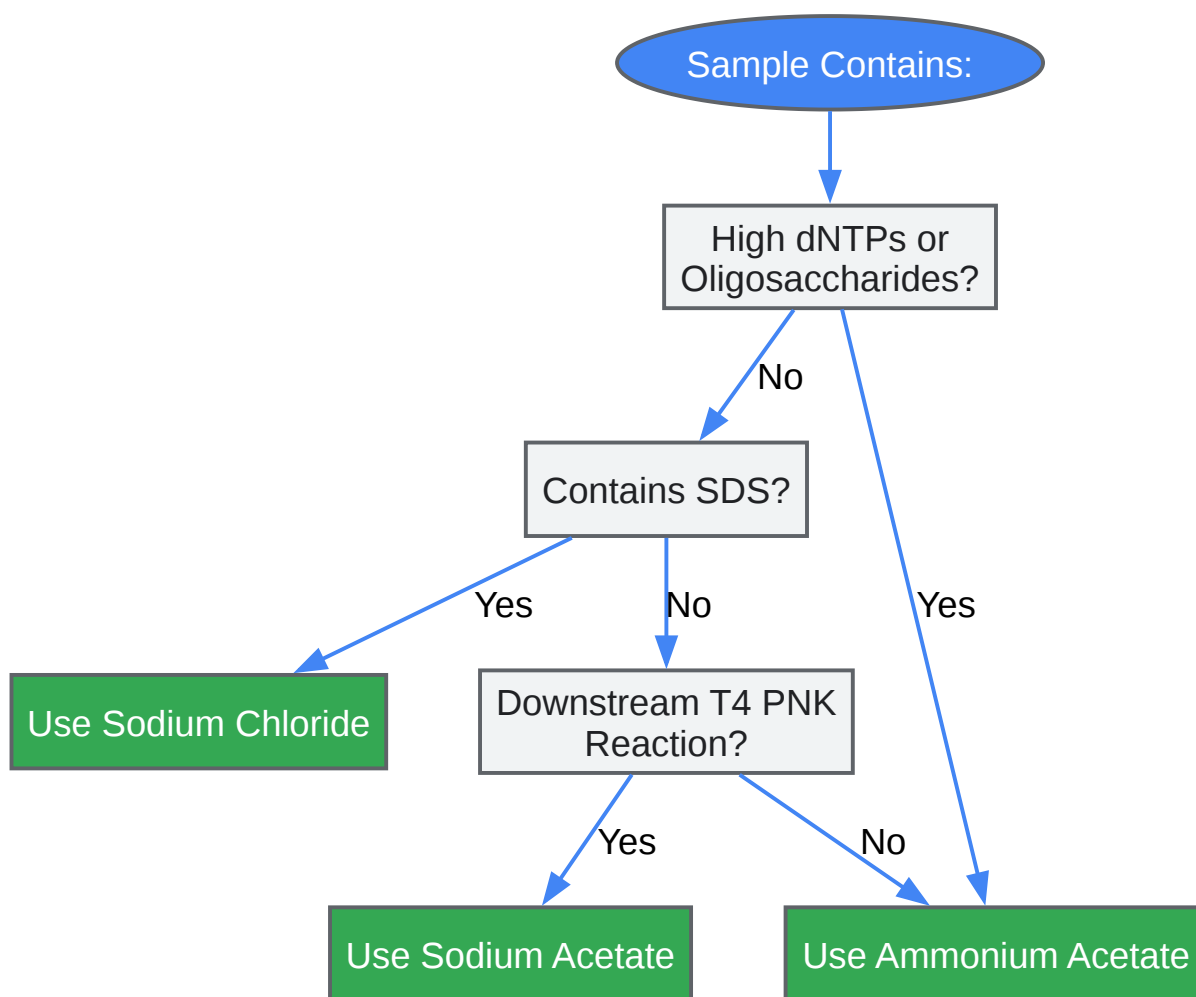 Sample Contains:
High dNTPs or
Oligosaccharides?
No
Contains SDS?
Yes
No
Yes
Use Sodium Chloride
Downstream T4 PNK
Reaction?
Yes
No
Use Sodium Acetate
Use Ammonium Acetate